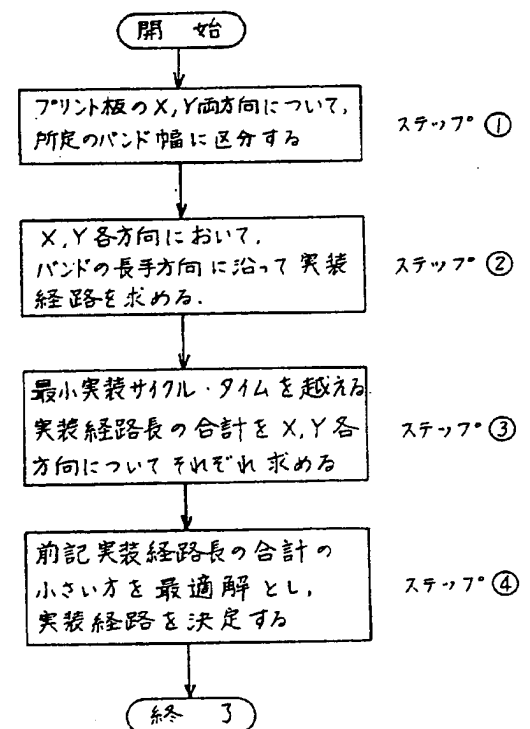 開 始
プリント板のX,Y両方向について,
所定のバンド幅に区分する
ステップ ①
X,Y各方向において,
バンドの長手方向に沿って実装
経路を求める.
ステップ ②
最小実装サイクル・タイムを越える
実装経路長の合計をX,Y各
方向についてそれぞれ求める
ステップ ③
前記実装経路長の合計の
小さい方を最適解とし,
実装経路を決定する
ステップ ④
終 了